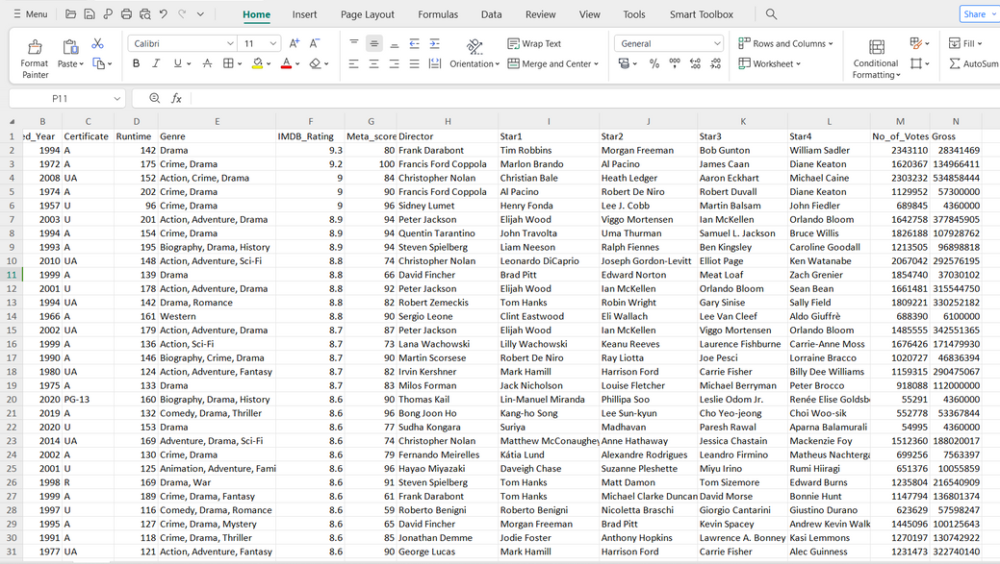 Menu Home Insert Page Layout Formulas Data Review View Tools Smart Toolbox Share
Calibri 11 Wrap Text General Rows and Columns Fill
Format Painter Paste B I U A Orientation Merge and Center Worksheet Conditional Formatting AutoSum
P11 fx
B C D E F G H I J K L M N
1 ed_Year Certificate Runtime Genre IMDB_Rating Meta_score Director Star1 Star2 Star3 Star4 No_of_Votes Gross
2 1994 A 142 Drama 9.3 80 Frank Darabont Tim Robbins Morgan Freeman Bob Gunton William Sadler 2343110 28341469
3 1972 A 175 Crime, Drama 9.2 100 Francis Ford Coppola Marlon Brando Al Pacino James Caan Diane Keaton 1620367 134966411
4 2008 UA 152 Action, Crime, Drama 9 84 Christopher Nolan Christian Bale Heath Ledger Aaron Eckhart Michael Caine 2303232 534858444
5 1974 A 202 Crime, Drama 9 90 Francis Ford Coppola Al Pacino Robert De Niro Robert Duvall Diane Keaton 1129952 57300000
6 1957 U 96 Crime, Drama 9 96 Sidney Lumet Henry Fonda Lee J. Cobb Martin Balsam John Fiedler 689845 4360000
7 2003 U 201 Action, Adventure, Drama 8.9 94 Peter Jackson Elijah Wood Viggo Mortensen Ian McKellen Orlando Bloom 1642758 377845905
8 1994 A 154 Crime, Drama 8.9 94 Quentin Tarantino John Travolta Uma Thurman Samuel L. Jackson Bruce Willis 1826188 107928762
9 1993 A 195 Biography, Drama, History 8.9 94 Steven Spielberg Liam Neeson Ralph Fiennes Ben Kingsley Caroline Goodall 1213505 96898818
10 2010 UA 148 Action, Adventure, Sci-Fi 8.8 74 Christopher Nolan Leonardo DiCaprio Joseph Gordon-Levitt Elliot Page Ken Watanabe 2067042 292576195
11 1999 A 139 Drama 8.8 66 David Fincher Brad Pitt Edward Norton Meat Loaf Zach Grenier 1854740 37030102
12 2001 U 178 Action, Adventure, Drama 8.8 92 Peter Jackson Elijah Wood Ian McKellen Orlando Bloom Sean Bean 1661481 315544750
13 1994 UA 142 Drama, Romance 8.8 82 Robert Zemeckis Tom Hanks Robin Wright Gary Sinise Sally Field 1809221 330252182
14 1966 A 161 Western 8.8 90 Sergio Leone Clint Eastwood Eli Wallach Lee Van Cleef Aldo Giuffrè 688390 6100000
15 2002 UA 179 Action, Adventure, Drama 8.7 87 Peter Jackson Elijah Wood Ian McKellen Viggo Mortensen Orlando Bloom 1485555 342551365
16 1999 A 136 Action, Sci-Fi 8.7 73 Lana Wachowski Lilly Wachowski Keanu Reeves Laurence Fishburne Carrie-Anne Moss 1676426 171479930
17 1990 A 146 Biography, Crime, Drama 8.7 90 Martin Scorsese Robert De Niro Ray Liotta Joe Pesci Lorraine Bracco 1020727 46836394
18 1980 UA 124 Action, Adventure, Fantasy 8.7 82 Irvin Kershner Mark Hamill Harrison Ford Carrie Fisher Billy Dee Williams 1159315 290475067
19 1975 A 133 Drama 8.7 83 Milos Forman Jack Nicholson Louise Fletcher Michael Berryman Peter Brocco 918088 112000000
20 2020 PG-13 160 Biography, Drama, History 8.6 90 Thomas Kail Lin-Manuel Miranda Phillipa Soo Leslie Odom Jr. Renée Elise Goldsb 55291 4360000
21 2019 A 132 Comedy, Drama, Thriller 8.6 96 Bong Joon Ho Kang-ho Song Lee Sun-kyun Cho Yeo-jeong Choi Woo-sik 552778 53367844
22 2020 U 153 Drama 8.6 77 Sudha Kongara Suriya Madhavan Paresh Rawal Aparna Balamurali 54995 4360000
23 2014 UA 169 Adventure, Drama, Sci-Fi 8.6 74 Christopher Nolan Matthew McConaughey Anne Hathaway Jessica Chastain Mackenzie Foy 1512360 188020017
24 2002 A 130 Crime, Drama 8.6 79 Fernando Meirelles Kátia Lund Alexandre Rodrigues Leandro Firmino Matheus Nachterga 699256 7563397
25 2001 U 125 Animation, Adventure, Fami 8.6 96 Hayao Miyazaki Daveigh Chase Suzanne Pleshette Miyu Irino Rumi Hiiragi 651376 10055859
26 1998 R 169 Drama, War 8.6 91 Steven Spielberg Tom Hanks Matt Damon Tom Sizemore Edward Burns 1235804 216540909
27 1999 A 189 Crime, Drama, Fantasy 8.6 61 Frank Darabont Tom Hanks Michael Clarke Duncan David Morse Bonnie Hunt 1147794 136801374
28 1997 U 116 Comedy, Drama, Romance 8.6 59 Roberto Benigni Roberto Benigni Nicoletta Braschi Giorgio Cantarini Giustino Durano 623629 57598247
29 1995 A 127 Crime, Drama, Mystery 8.6 65 David Fincher Morgan Freeman Brad Pitt Kevin Spacey Andrew Kevin Walk 1445096 100125643
30 1991 A 118 Crime, Drama, Thriller 8.6 85 Jonathan Demme Jodie Foster Anthony Hopkins Lawrence A. Bonney Kasi Lemmons 1270197 130742922
31 1977 UA 121 Action, Adventure, Fantasy 8.6 90 George Lucas Mark Hamill Harrison Ford Carrie Fisher Alec Guinness 1231473 322740140